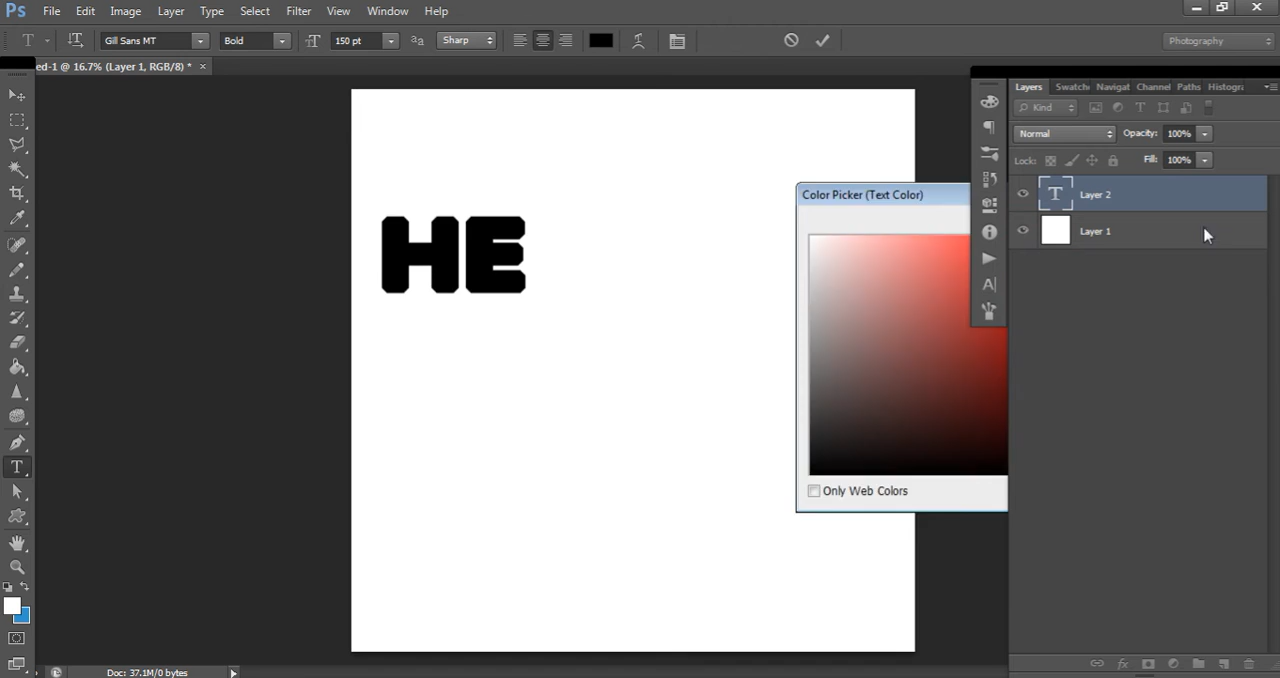 Ps File Edit Image Layer Type Select Filter View Window Help
T Gill Sans MT Bold 150 pt aa Sharp Photography
ed-1 @ 16.7% (Layer 1, RGB/8) * ×
Layers Swatch Navigat Channel Paths Histogra
Kind
Normal Opacity: 100%
Lock: Fill: 100%
Color Picker (Text Color)
T Layer 2
Layer 1
HE
Only Web Colors
Doc: 37.1M/0 bytes